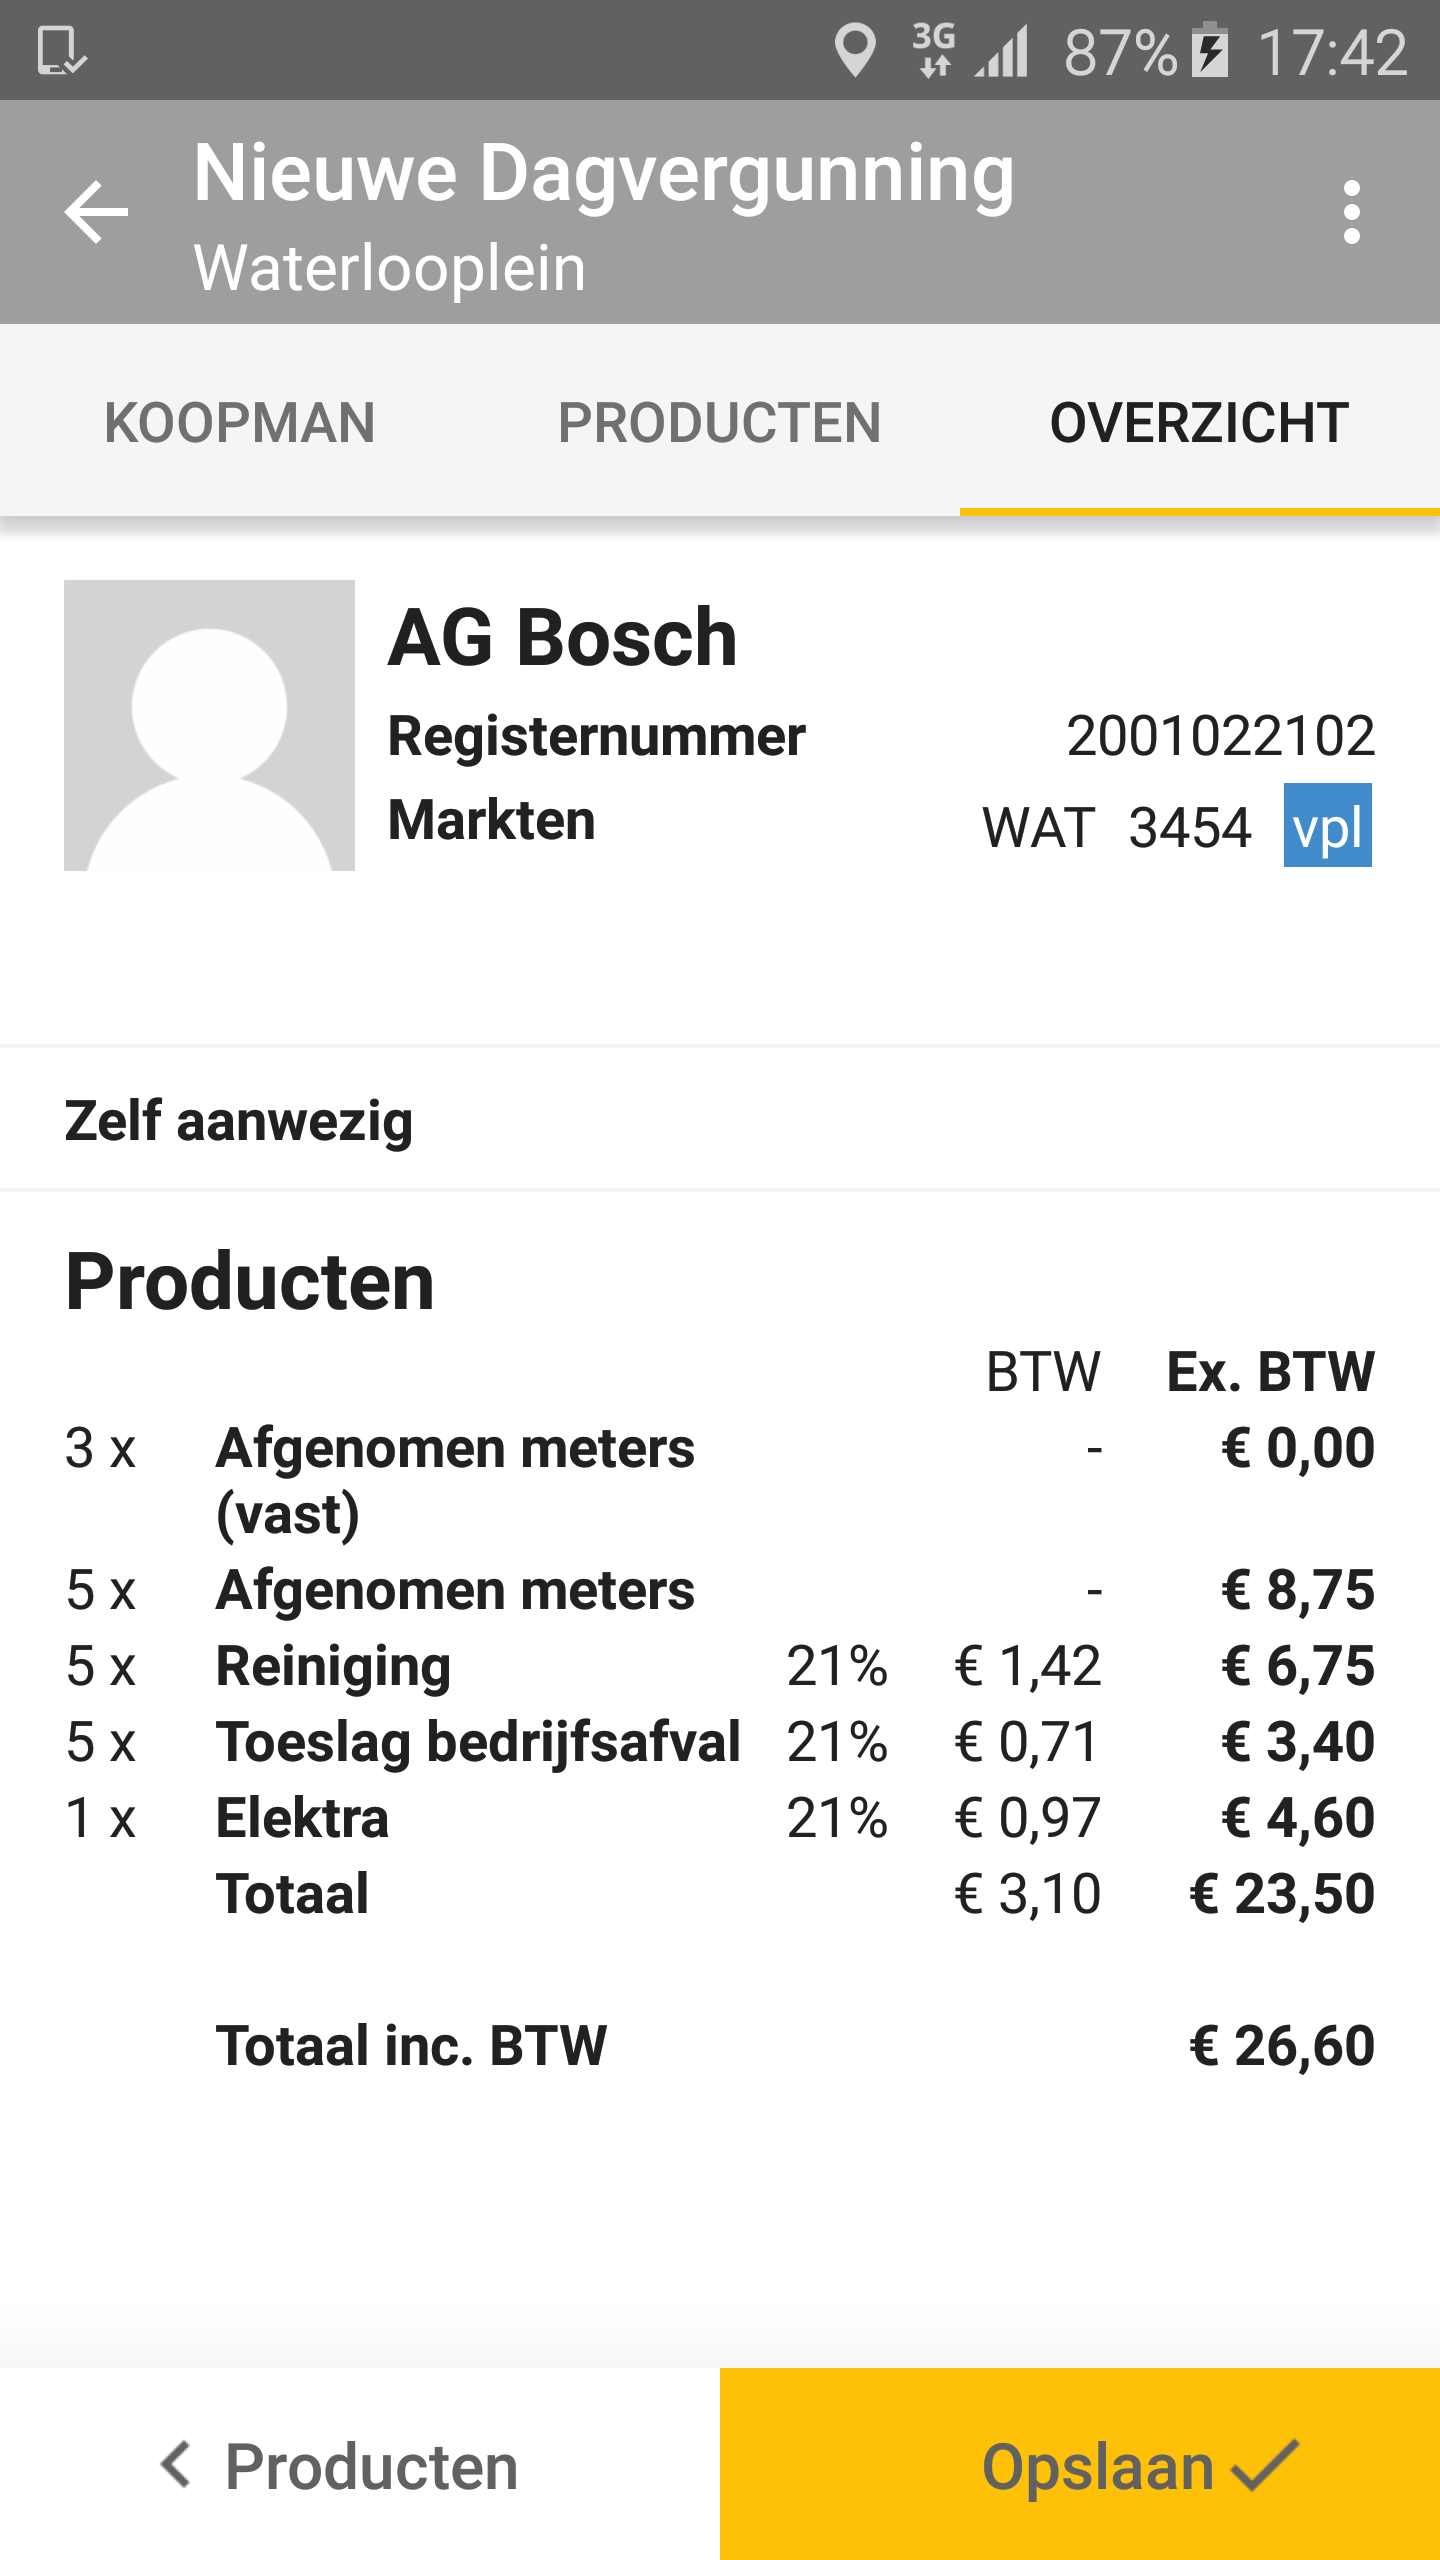 3G 87% 17:42
Nieuwe Dagvergunning
Waterlooplein
KOOPMAN PRODUCTEN OVERZICHT
AG Bosch
Registernummer 2001022102
Markten WAT 3454 vpl
Zelf aanwezig
Producten
BTW Ex. BTW
3 x Afgenomen meters - € 0,00
(vast)
5 x Afgenomen meters - € 8,75
5 x Reiniging 21% € 1,42 € 6,75
5 x Toeslag bedrijfsafval 21% € 0,71 € 3,40
1 x Elektra 21% € 0,97 € 4,60
Totaal € 3,10 € 23,50
Totaal inc. BTW € 26,60
Producten Opslaan